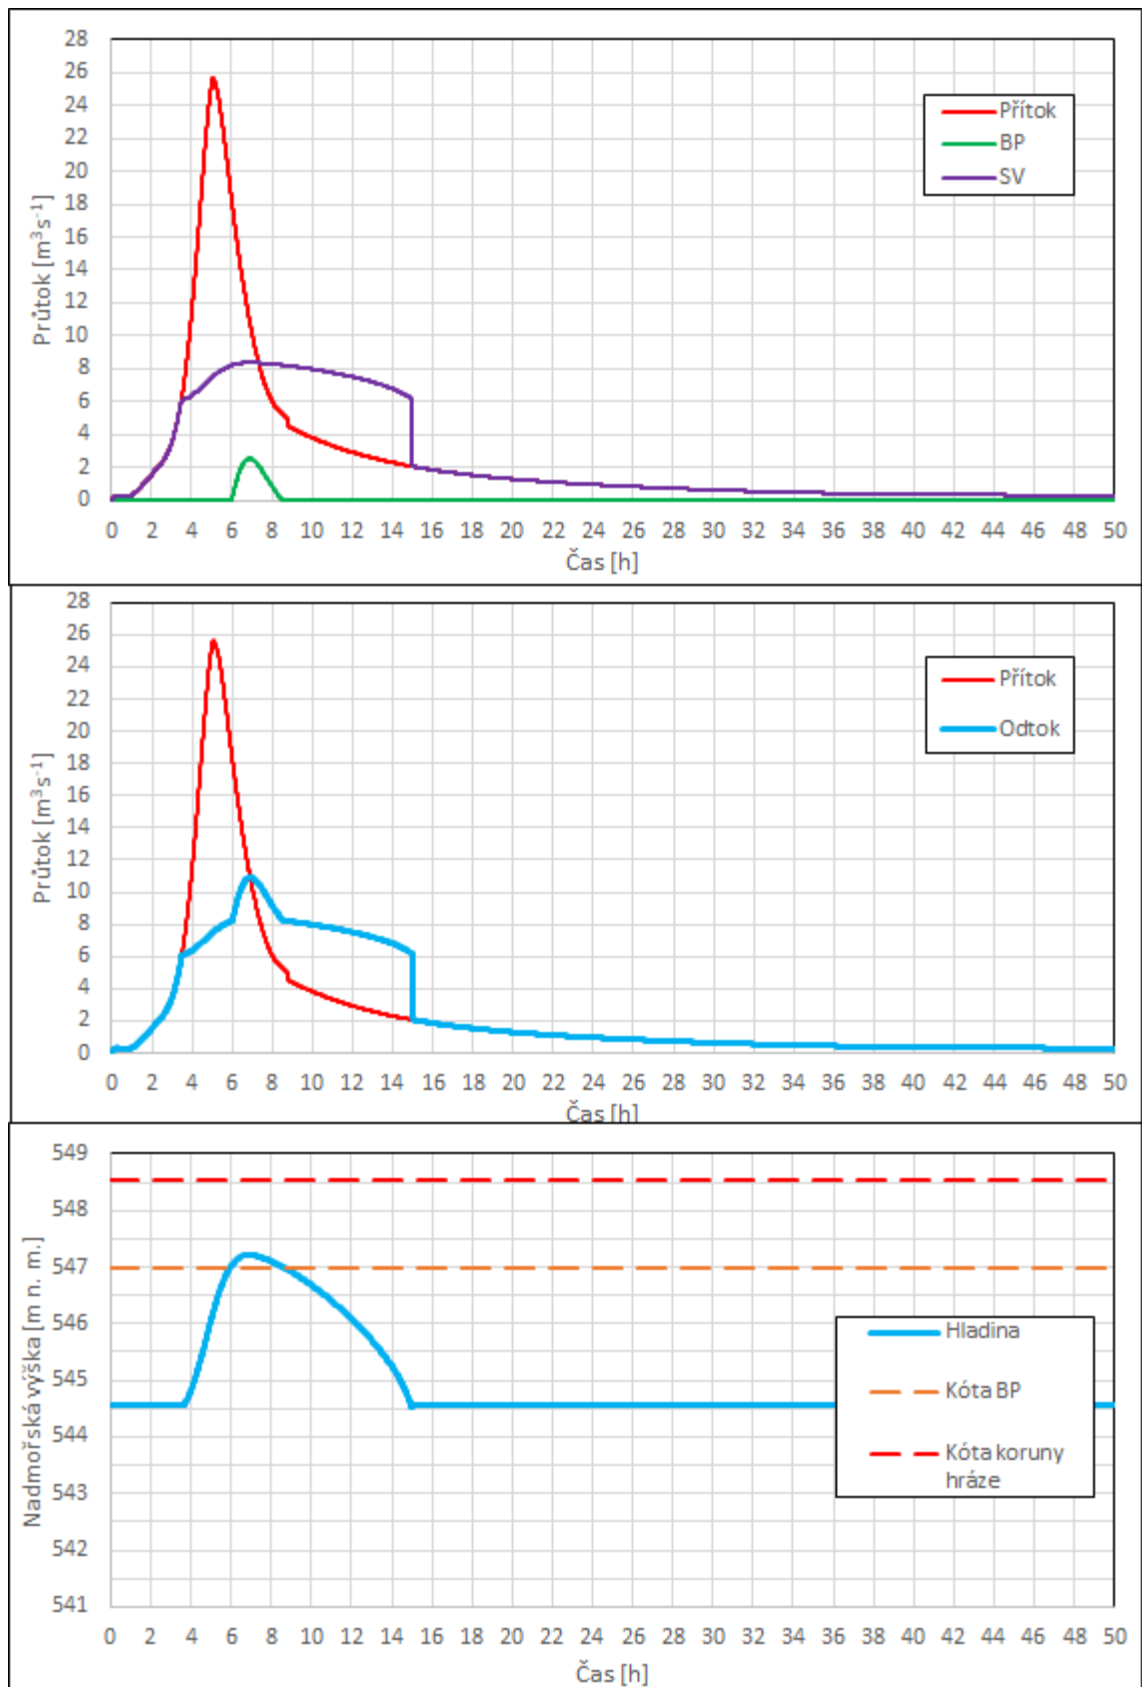 28
26
24
22
20
18
16
14
12
10
8
6
4
2
0
Průtok [m³s⁻¹]
Přítok
BP
SV
0 2 4 6 8 10 12 14 16 18 20 22 24 26 28 30 32 34 36 38 40 42 44 46 48 50
Čas [h]
28
26
24
22
20
18
16
14
12
10
8
6
4
2
0
Průtok [m³s⁻¹]
Přítok
Odtok
0 2 4 6 8 10 12 14 16 18 20 22 24 26 28 30 32 34 36 38 40 42 44 46 48 50
Čas [h]
549
548
547
546
545
544
543
542
541
Nadmořská výška [m n. m.]
Hladina
Kóta BP
Kóta koruny
hráze
0 2 4 6 8 10 12 14 16 18 20 22 24 26 28 30 32 34 36 38 40 42 44 46 48 50
Čas [h]